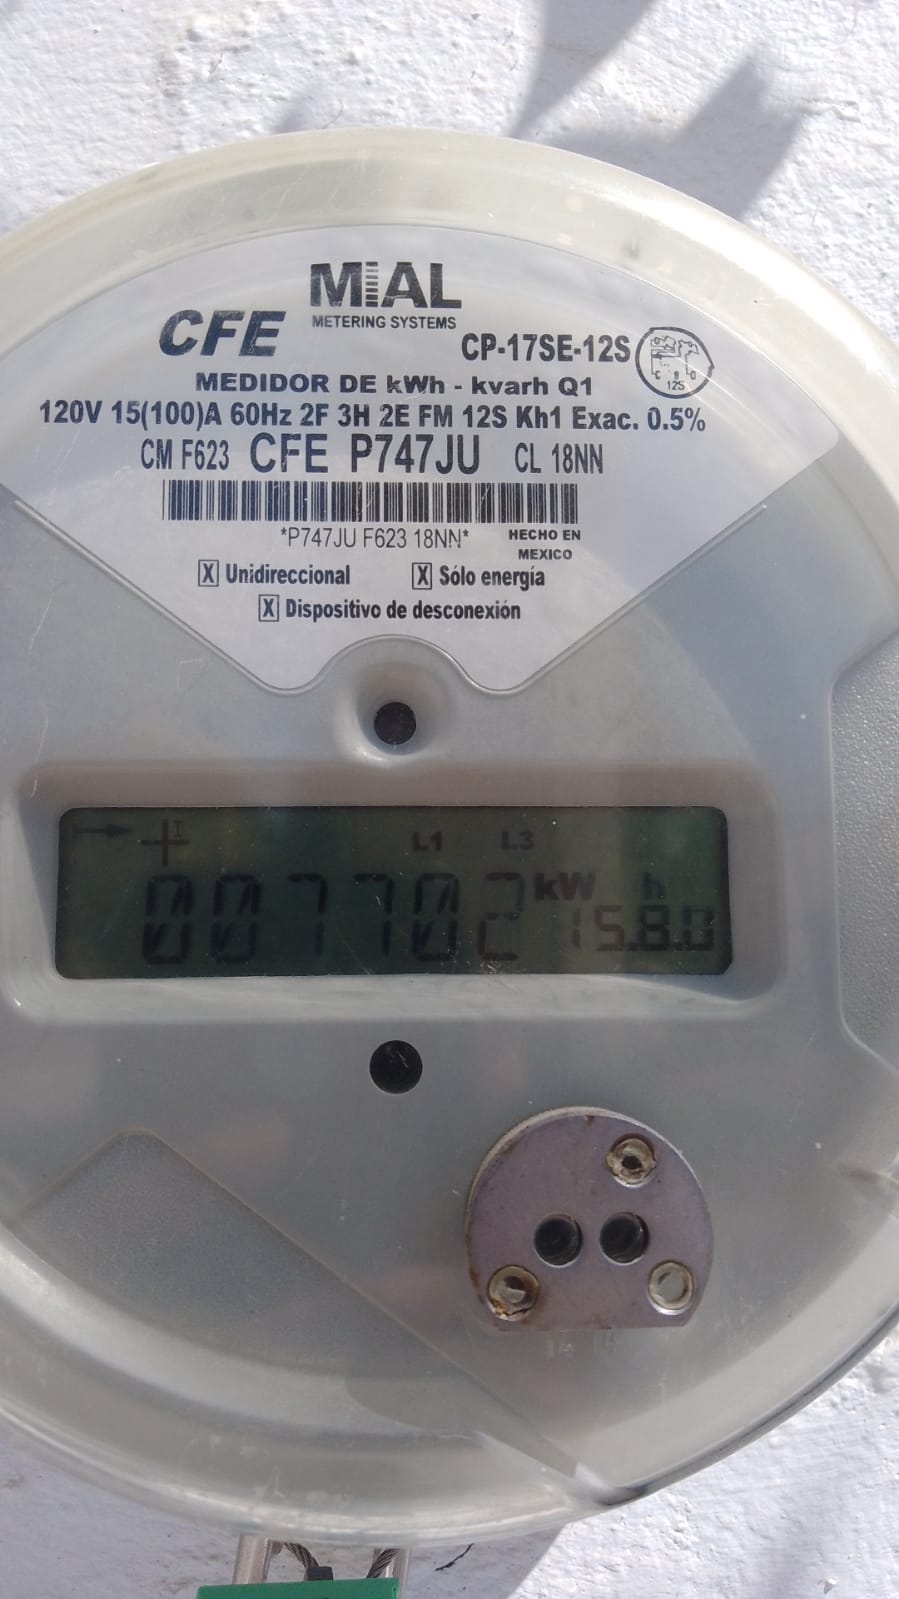 MIAL
METERING SYSTEMS
CFE
CP-17SE-12S
12S
MEDIDOR DE kWh - kvarh Q1
120V 15(100)A 60Hz 2F 3H 2E FM 12S Kh1 Exac. 0.5%
CM F623 CFE P747JU CL 18NN
*P747JU F623 18NN*
HECHO EN
MEXICO
X Unidireccional X Sólo energía
X Dispositivo de desconexión
L1 L3
007702 kW h
15.8.0